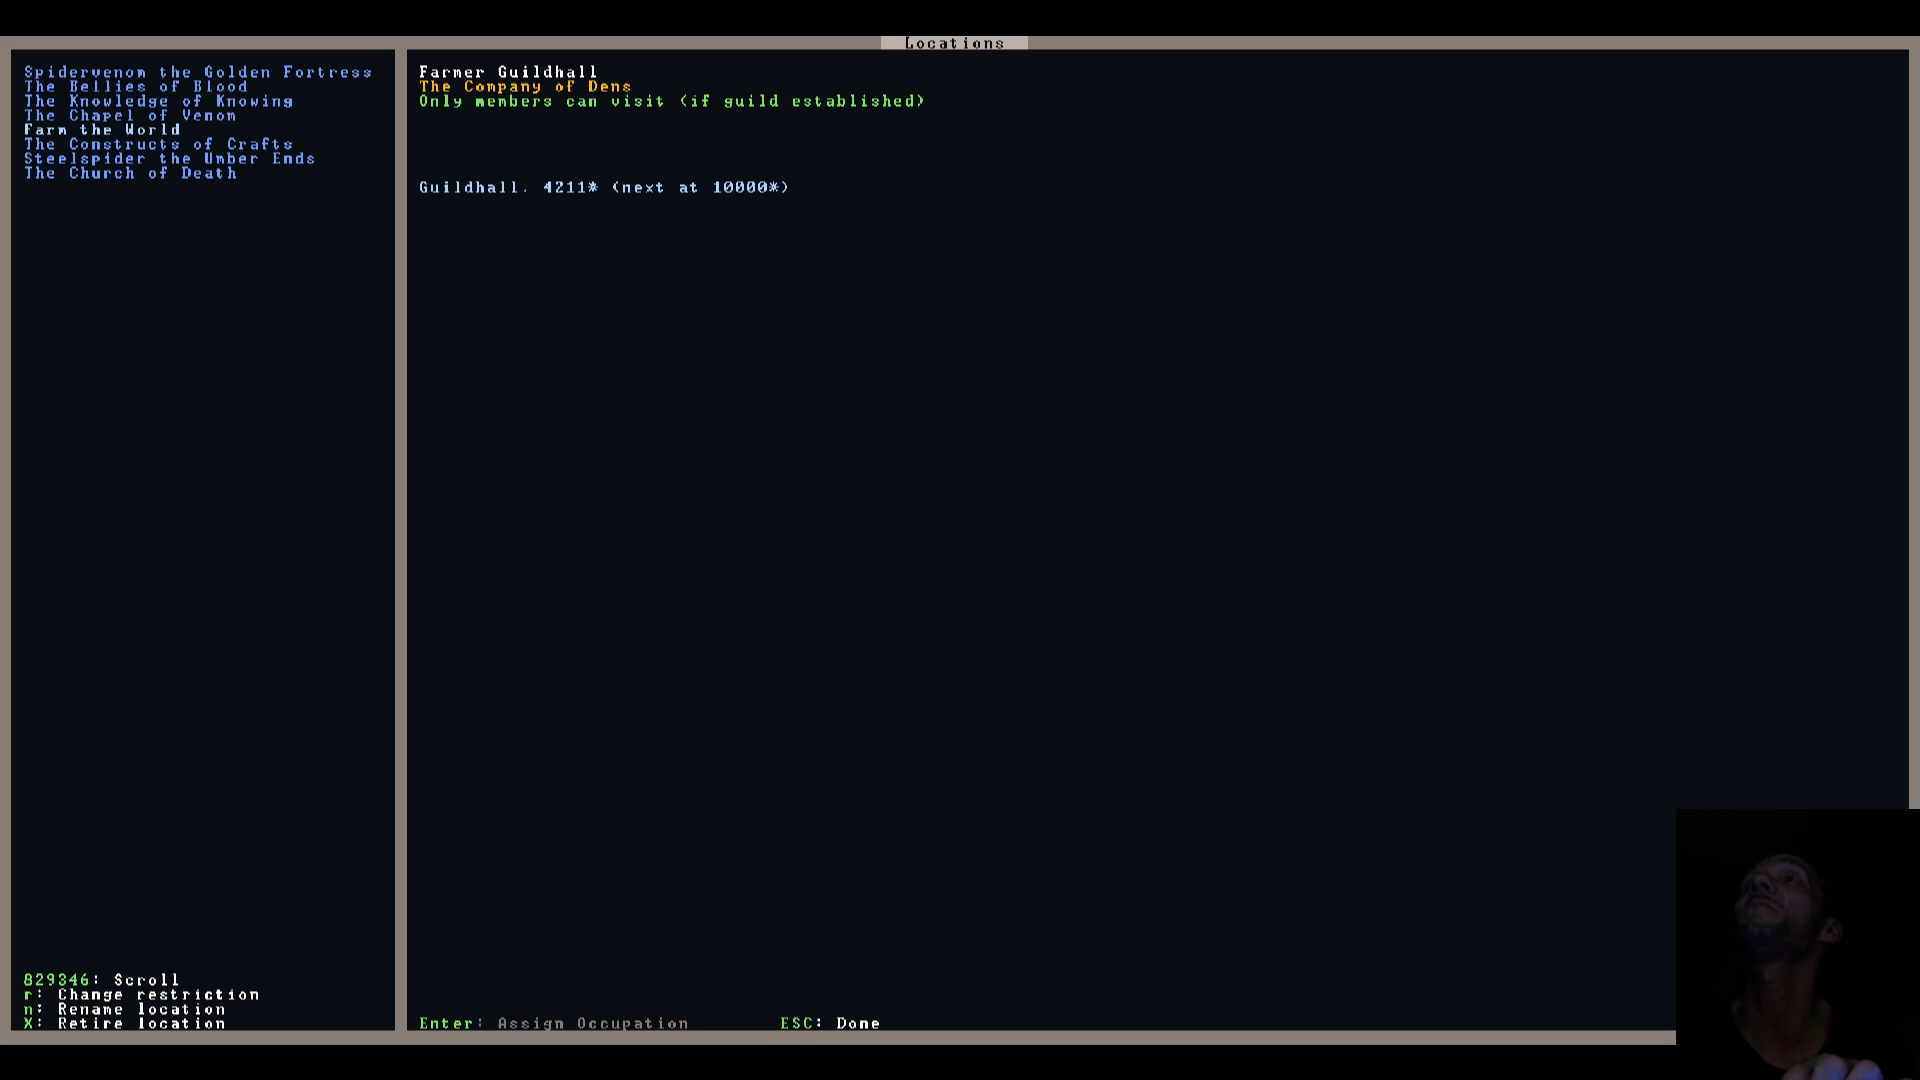 Locations
Spidervenom the Golden Fortress
The Bellies of Blood
The Knowledge of Knowing
The Chapel of Venom
Farm the World
The Constructs of Crafts
Steelspider the Umber Ends
The Church of Death
829346: Scroll
r: Change restriction
n: Rename location
X: Retire location
Farmer Guildhall
The Company of Dens
Only members can visit (if guild established)
Guildhall. 4211* (next at 10000*)
Enter: Assign Occupation
ESC: Done